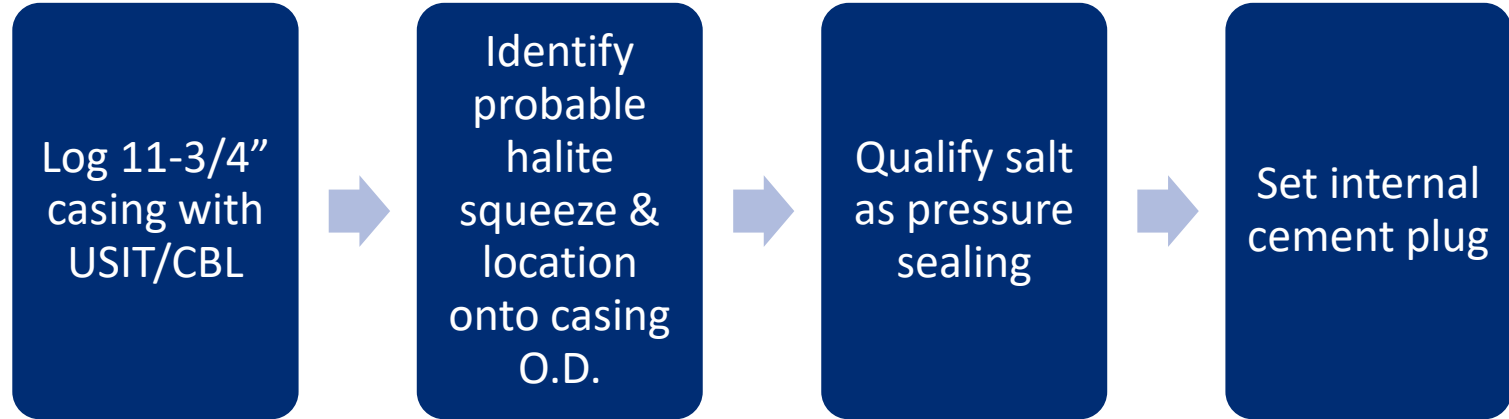 Log 11-3/4”
casing with
USIT/CBL
Identify
probable
halite
squeeze &
location
onto casing
O.D.
Qualify salt
as pressure
sealing
Set internal
cement plug